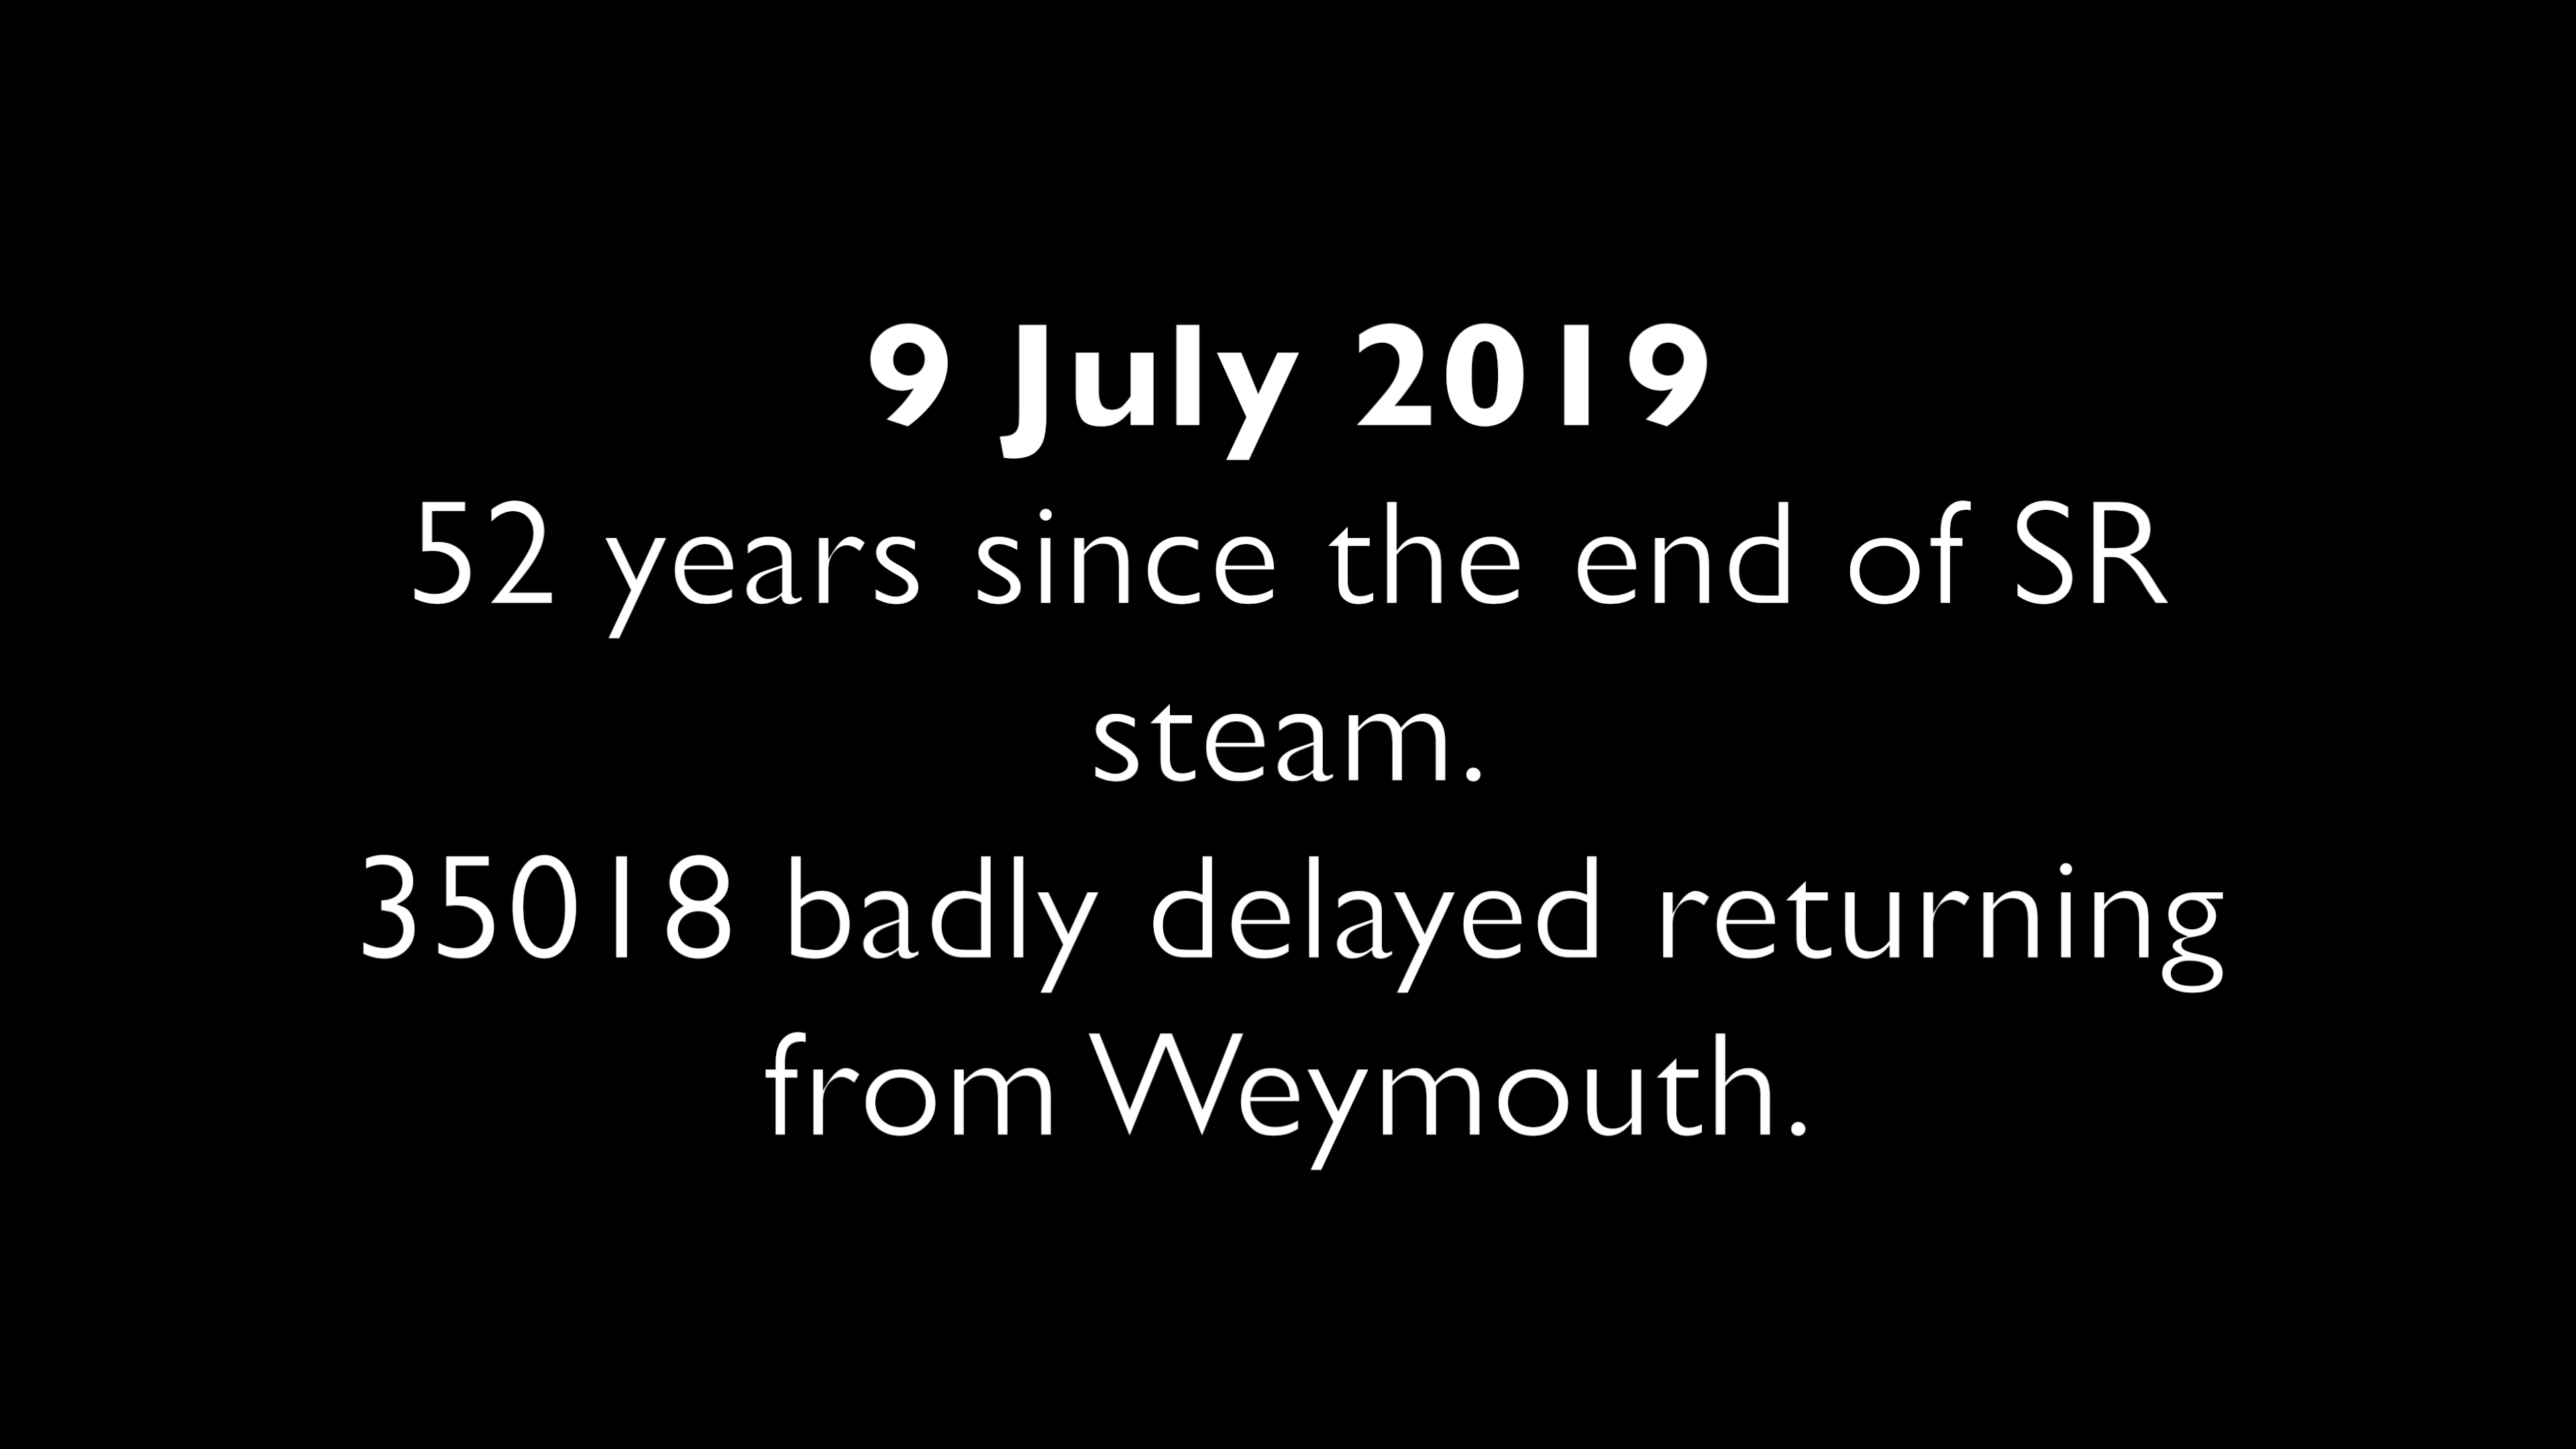 9 July 2019
52 years since the end of SR
steam.
35018 badly delayed returning
from Weymouth.